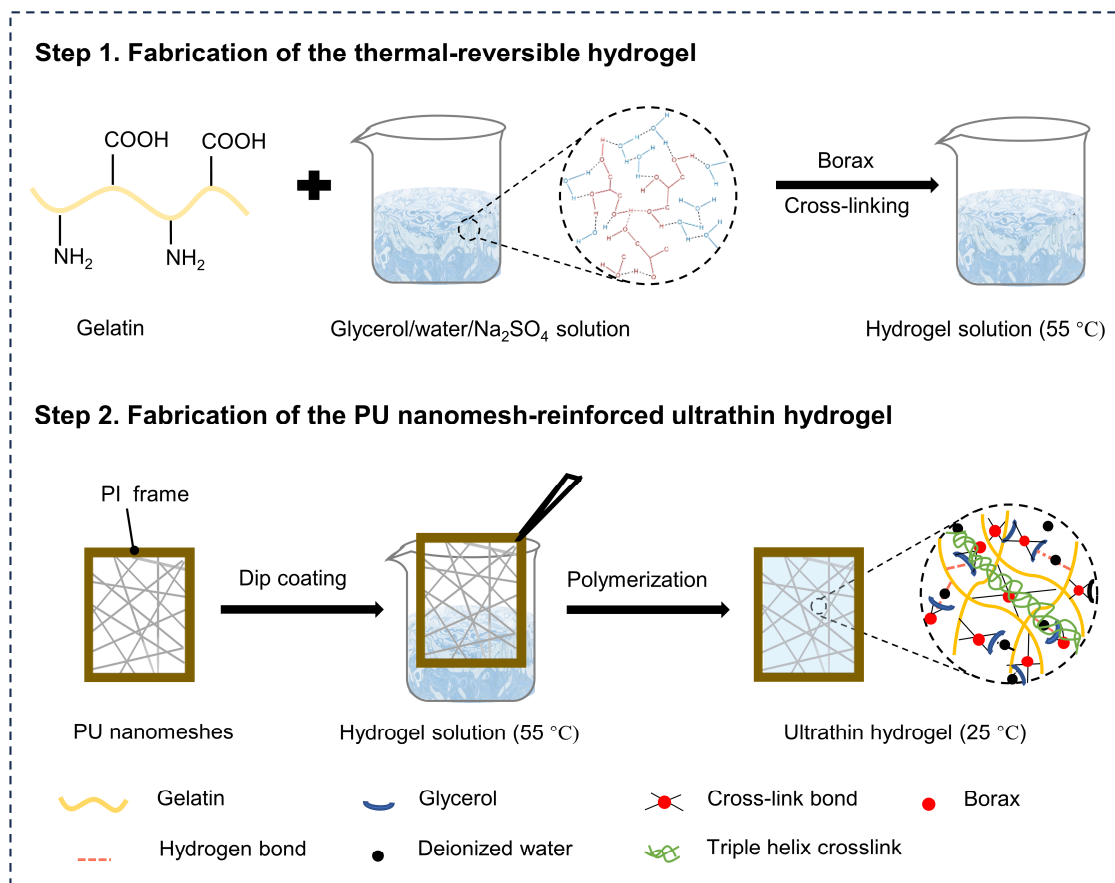 Step 1. Fabrication of the thermal-reversible hydrogel
COOH
COOH
NH2
NH2
Borax
Cross-linking
Gelatin
Glycerol/water/Na2SO4 solution
Hydrogel solution (55 °C)
Step 2. Fabrication of the PU nanomesh-reinforced ultrathin hydrogel
PI frame
Dip coating
Polymerization
PU nanomeshes
Hydrogel solution (55 °C)
Ultrathin hydrogel (25 °C)
Gelatin
Glycerol
Cross-link bond
Borax
Hydrogen bond
Deionized water
Triple helix crosslink